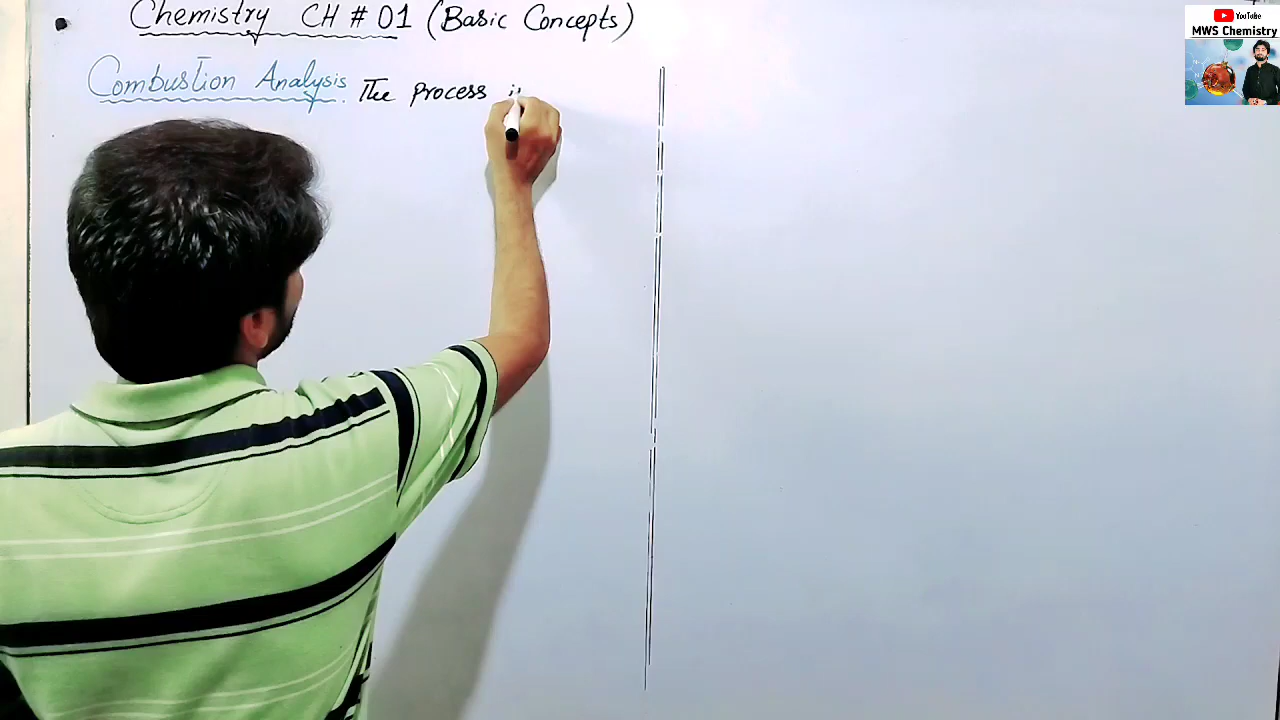 Chemistry CH # 01 (Basic Concepts)
Combustion Analysis. The process i
YouTube
MWS Chemistry